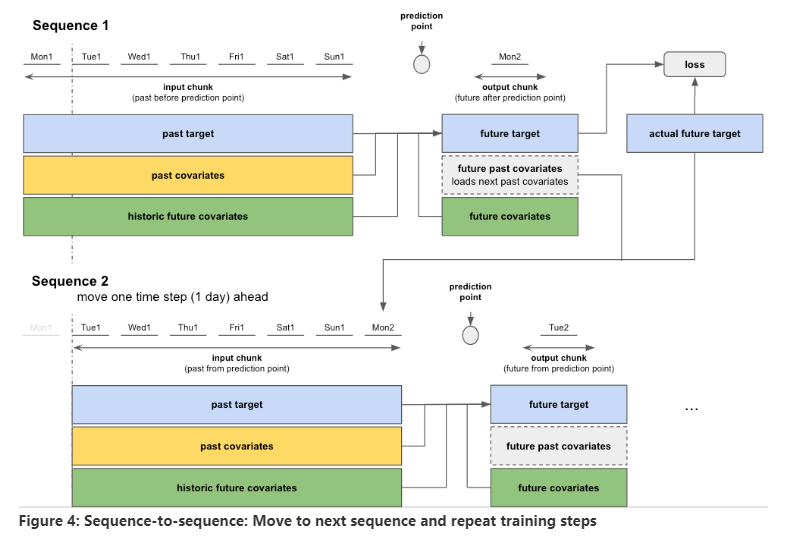 Sequence 1
prediction
point
Mon1 Tue1 Wed1 Thu1 Fri1 Sat1 Sun1 Mon2
loss
input chunk
(past before prediction point)
output chunk
(future after prediction point)
past target
future target
actual future target
past covariates
future past covariates
loads next past covariates
historic future covariates
future covariates
Sequence 2
move one time step (1 day) ahead
prediction
point
Mon1 Tue1 Wed1 Thu1 Fri1 Sat1 Sun1 Mon2 Tue2
input chunk
(past from prediction point)
output chunk
(future from prediction point)
past target
future target
...
past covariates
future past covariates
historic future covariates
future covariates
Figure 4: Sequence-to-sequence: Move to next sequence and repeat training steps